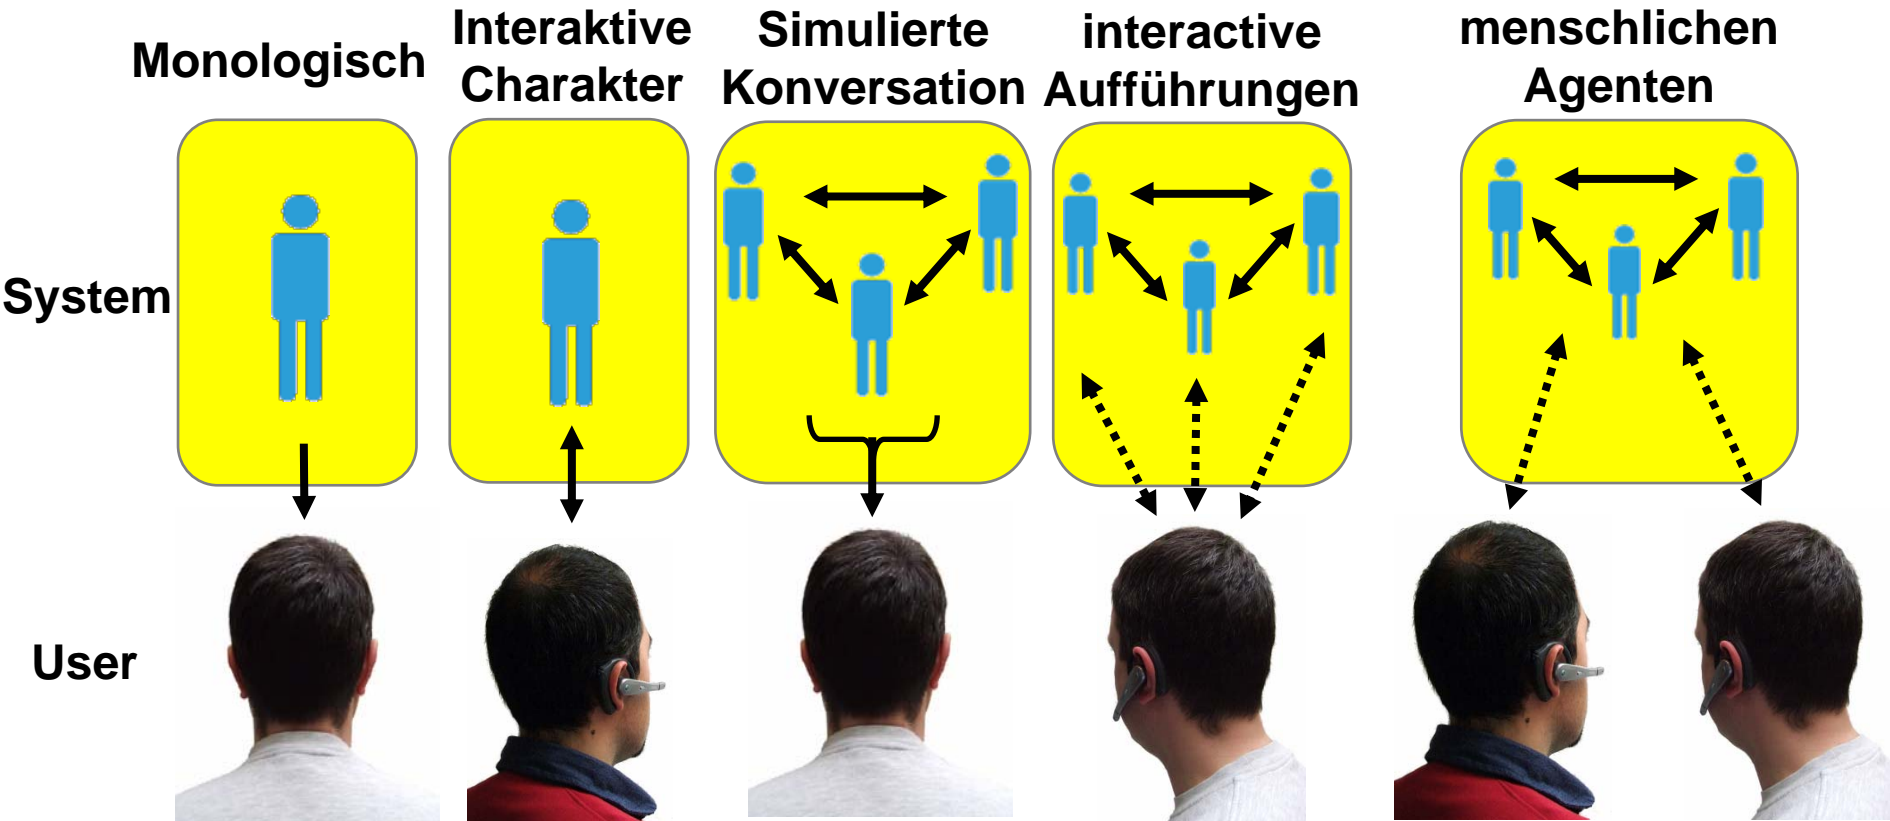 Monologisch
Interaktive
Charakter
Simulierte
Konversation
interactive
Aufführungen
menschlichen
Agenten
System
User